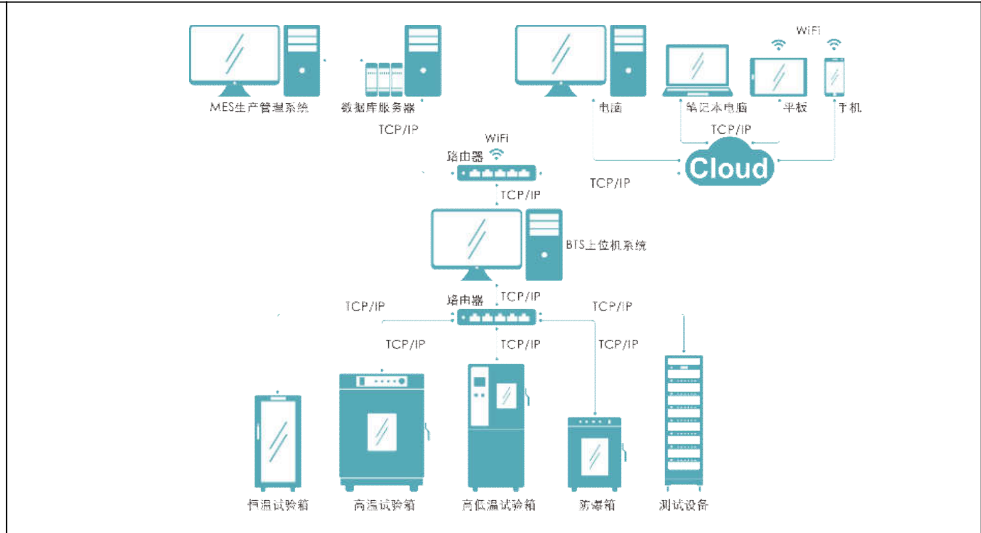 WiFi
MES生产管理系统
数据库服务器
电脑
笔记本电脑
平板
手机
TCP/IP
TCP/IP
WiFi
路由器
Cloud
TCP/IP
TCP/IP
BTS上位机系统
TCP/IP
路由器
TCP/IP
TCP/IP
TCP/IP
TCP/IP
TCP/IP
恒温试验箱
高温试验箱
高低温试验箱
防爆箱
测试设备